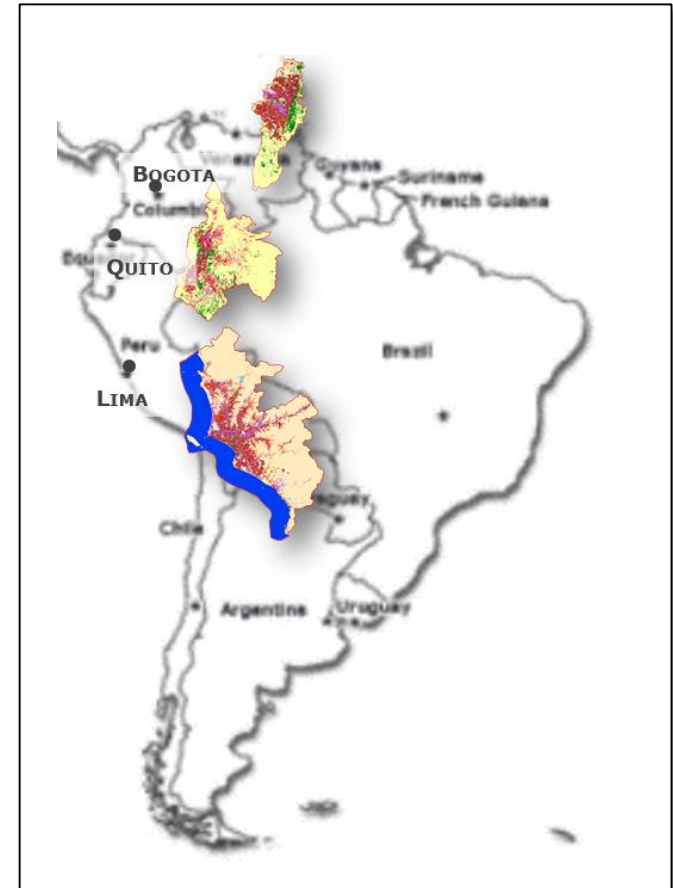 Venezuela
Guyana
Suriname
French Guiana
BOGOTA
Columbia
QUITO
Peru
Brazil
LIMA
Chile
Argentina
Uruguay